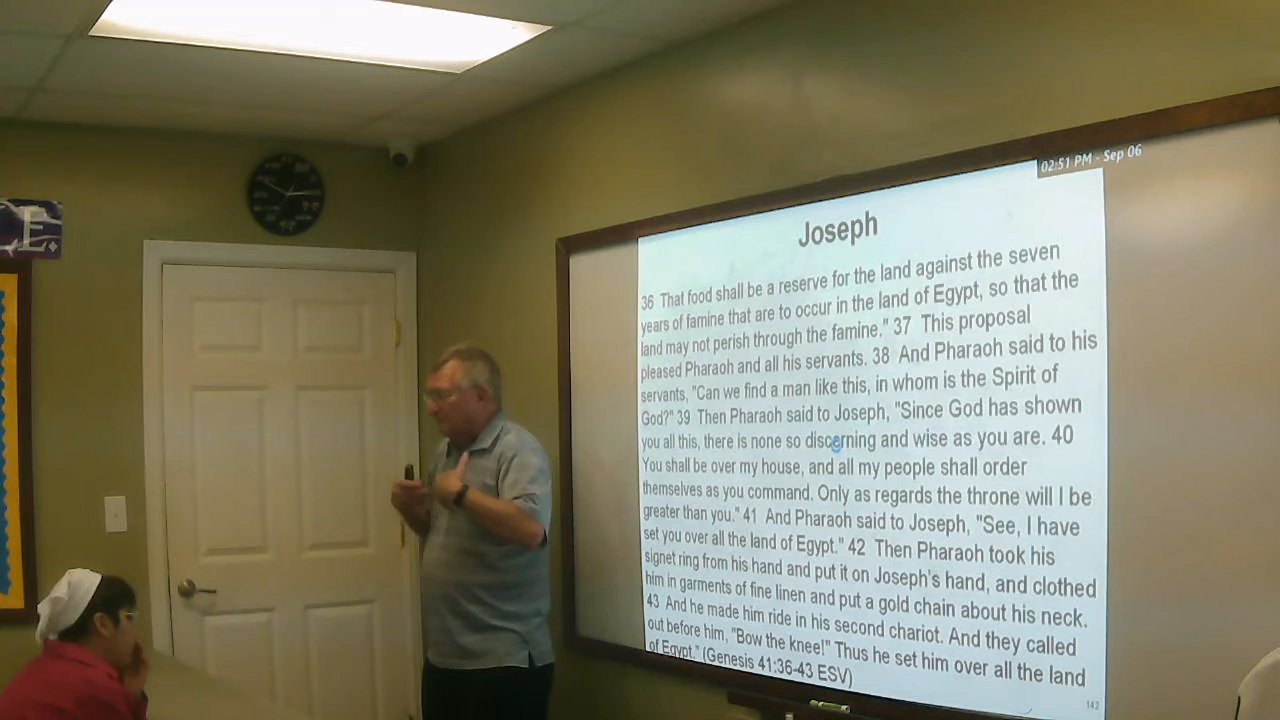 E.
02:51 PM - Sep 06
Joseph
36 That food shall be a reserve for the land against the seven
years of famine that are to occur in the land of Egypt, so that the
land may not perish through the famine." 37 This proposal
pleased Pharaoh and all his servants. 38 And Pharaoh said to his
servants, "Can we find a man like this, in whom is the Spirit of
God?" 39 Then Pharaoh said to Joseph, "Since God has shown
you all this, there is none so discerning and wise as you are. 40
You shall be over my house, and all my people shall order
themselves as you command. Only as regards the throne will I be
greater than you." 41 And Pharaoh said to Joseph, "See, I have
set you over all the land of Egypt." 42 Then Pharaoh took his
signet ring from his hand and put it on Joseph's hand, and clothed
him in garments of fine linen and put a gold chain about his neck.
43 And he made him ride in his second chariot. And they called
out before him, "Bow the knee!" Thus he set him over all the land
of Egypt." (Genesis 41:36-43 ESV)
142